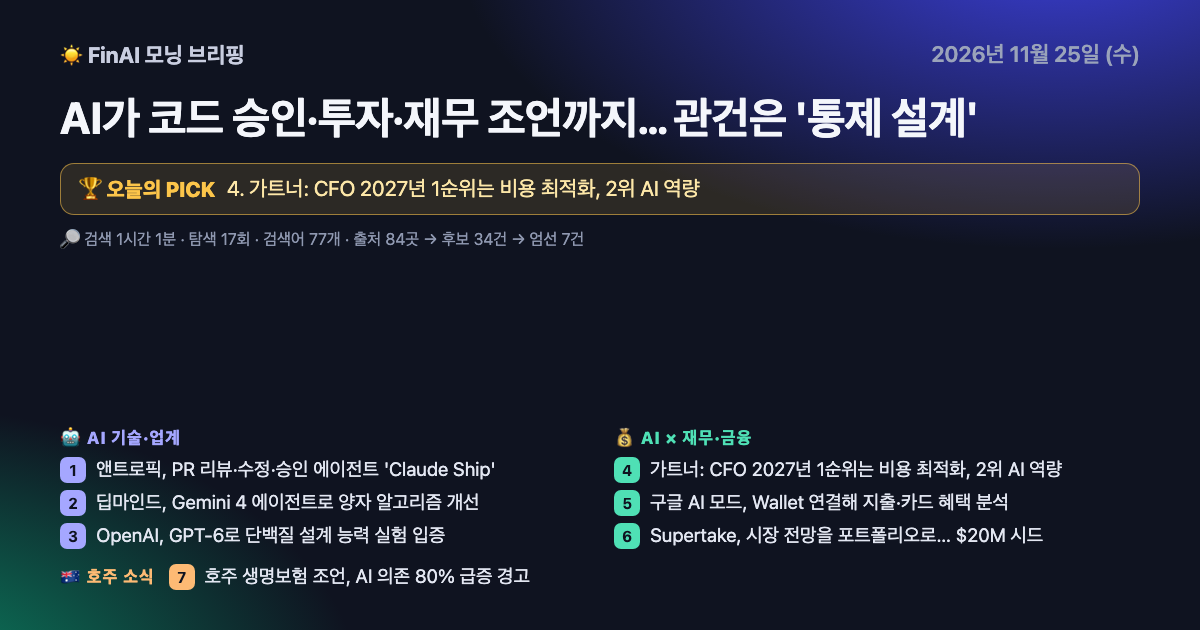 ☀️ FinAI 모닝 브리핑
2026년 11월 25일 (수)
AI가 코드 승인·투자·재무 조언까지… 관건은 '통제 설계'
🏆 오늘의 PICK 4. 가트너: CFO 2027년 1순위는 비용 최적화, 2위 AI 역량
🔎 검색 1시간 1분 · 탐색 17회 · 검색어 77개 · 출처 84곳 → 후보 34건 → 엄선 7건
🤖 AI 기술·업계
1 앤트로픽, PR 리뷰·수정·승인 에이전트 'Claude Ship'
2 딥마인드, Gemini 4 에이전트로 양자 알고리즘 개선
3 OpenAI, GPT-6로 단백질 설계 능력 실험 입증
💰 AI × 재무·금융
4 가트너: CFO 2027년 1순위는 비용 최적화, 2위 AI 역량
5 구글 AI 모드, Wallet 연결해 지출·카드 혜택 분석
6 Supertake, 시장 전망을 포트폴리오로… $20M 시드
🇦🇺 호주 소식 7 호주 생명보험 조언, AI 의존 80% 급증 경고